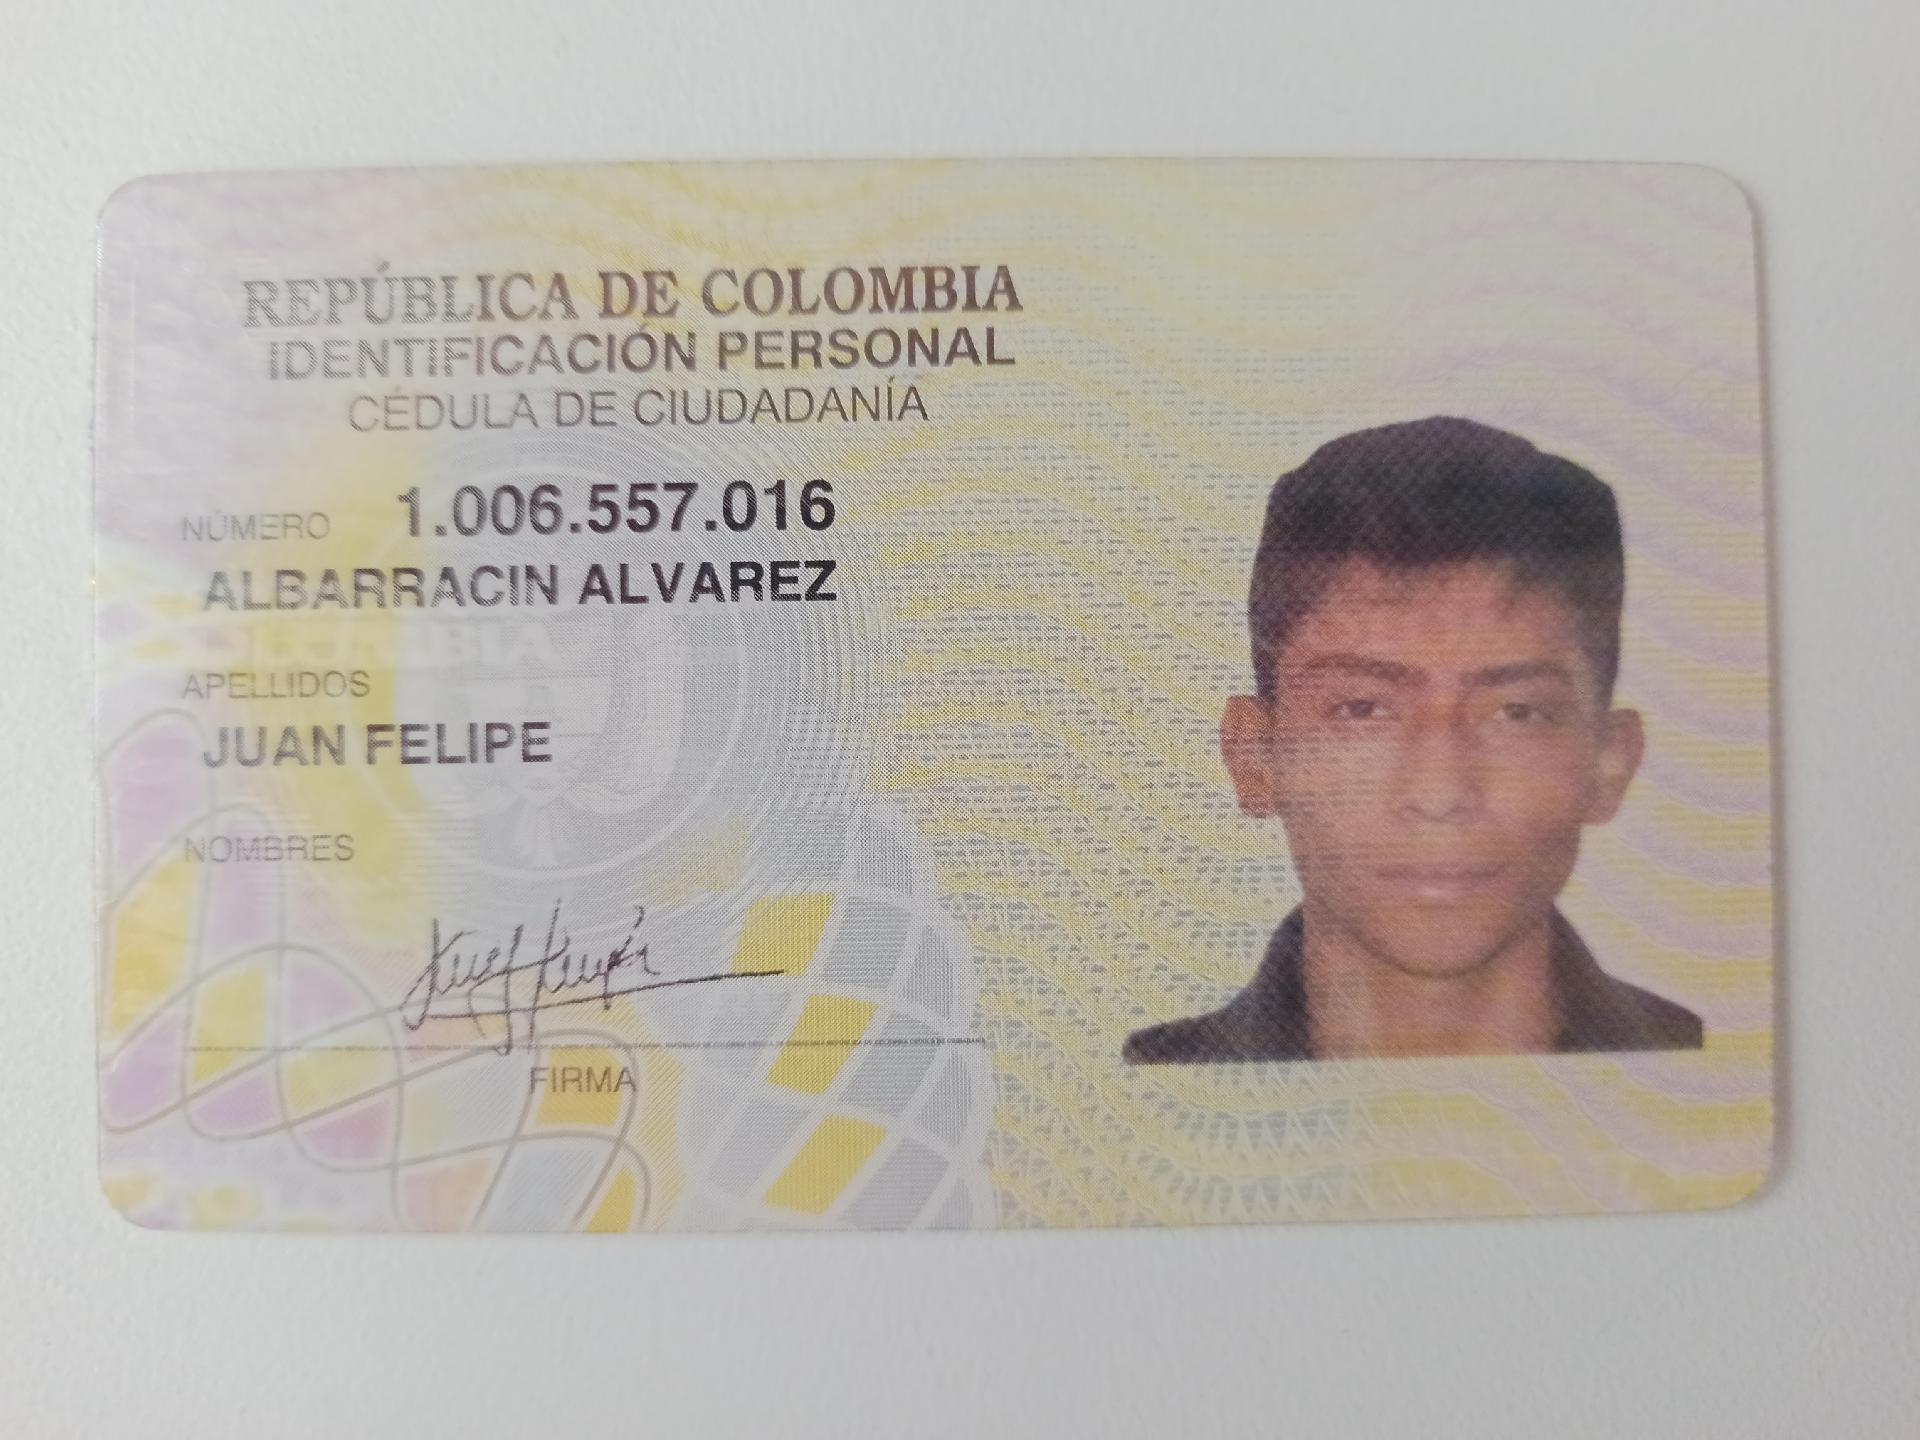 REPÚBLICA DE COLOMBIA
IDENTIFICACIÓN PERSONAL
CÉDULA DE CIUDADANÍA
NÚMERO 1.006.557.016
ALBARRACIN ALVAREZ
APELLIDOS
JUAN FELIPE
NOMBRES
FIRMA